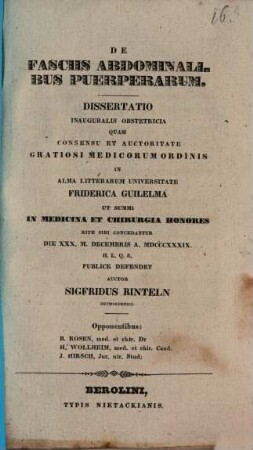 16.
DE
FASCIIS ABDOMINALI-
BUS PUERPERARUM.
DISSERTATIO
INAUGURALIS OBSTETRICIA
QUAM
CONSENSU ET AUCTORITATE
GRATIOSI MEDICORUM ORDINIS
IN
ALMA LITTERARUM UNIVERSITATE
FRIDERICA GUILELMA
UT SUMMI
IN MEDICINA ET CHIRURGIA HONORES
RITE SIBI CONCEDANTUR
DIE XXX. M. DECEMBRIS A. MDCCCXXXIX.
H. L. Q. S.
PUBLICE DEFENDET
AUCTOR
SIGFRIDUS RINTELN
Opponentibus:
B. ROSEN, med. et chir. Dr
H. WOLLHEIM, med. et chir. Cand.
J. HIRSCH, Jur. utr. Stud.
BEROLINI,
TYPIS NIETACKIANIS.